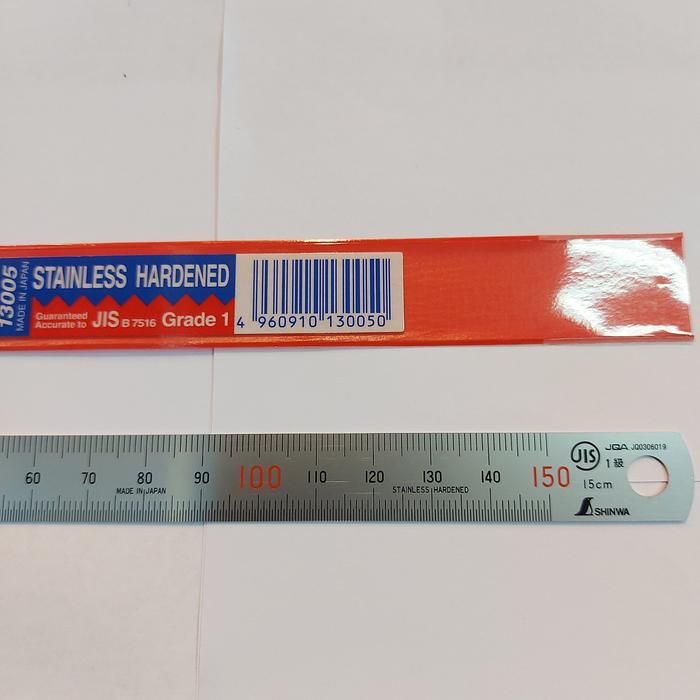 13005
MADE IN JAPAN
STAINLESS HARDENED
Guaranteed
Accurate to JIS B 7516 Grade 1
4 960910 130050
60 70 80 90 100 110 120 130 140 150
MADE IN JAPAN
STAINLESS HARDENED
JIS
JQA JQ0306019
1級
15cm
SHINWA